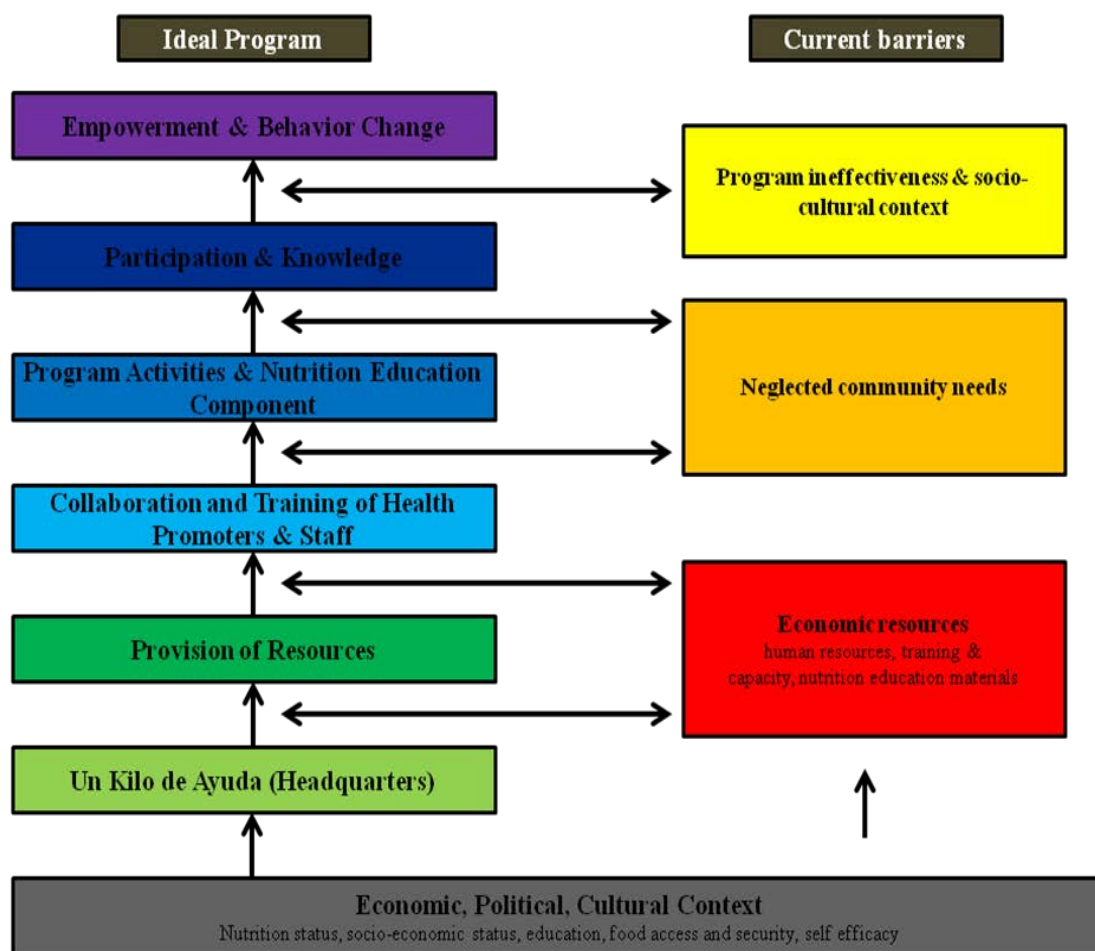 Ideal Program
Current barriers
Empowerment & Behavior Change
Program ineffectiveness & socio-
cultural context
Participation & Knowledge
Program Activities & Nutrition Education
Component
Neglected community needs
Collaboration and Training of Health
Promoters & Staff
Provision of Resources
Economic resources
human resources, training &
capacity, nutrition education materials
Un Kilo de Ayuda (Headquarters)
Economic, Political, Cultural Context
Nutrition status, socio-economic status, education, food access and security, self efficacy